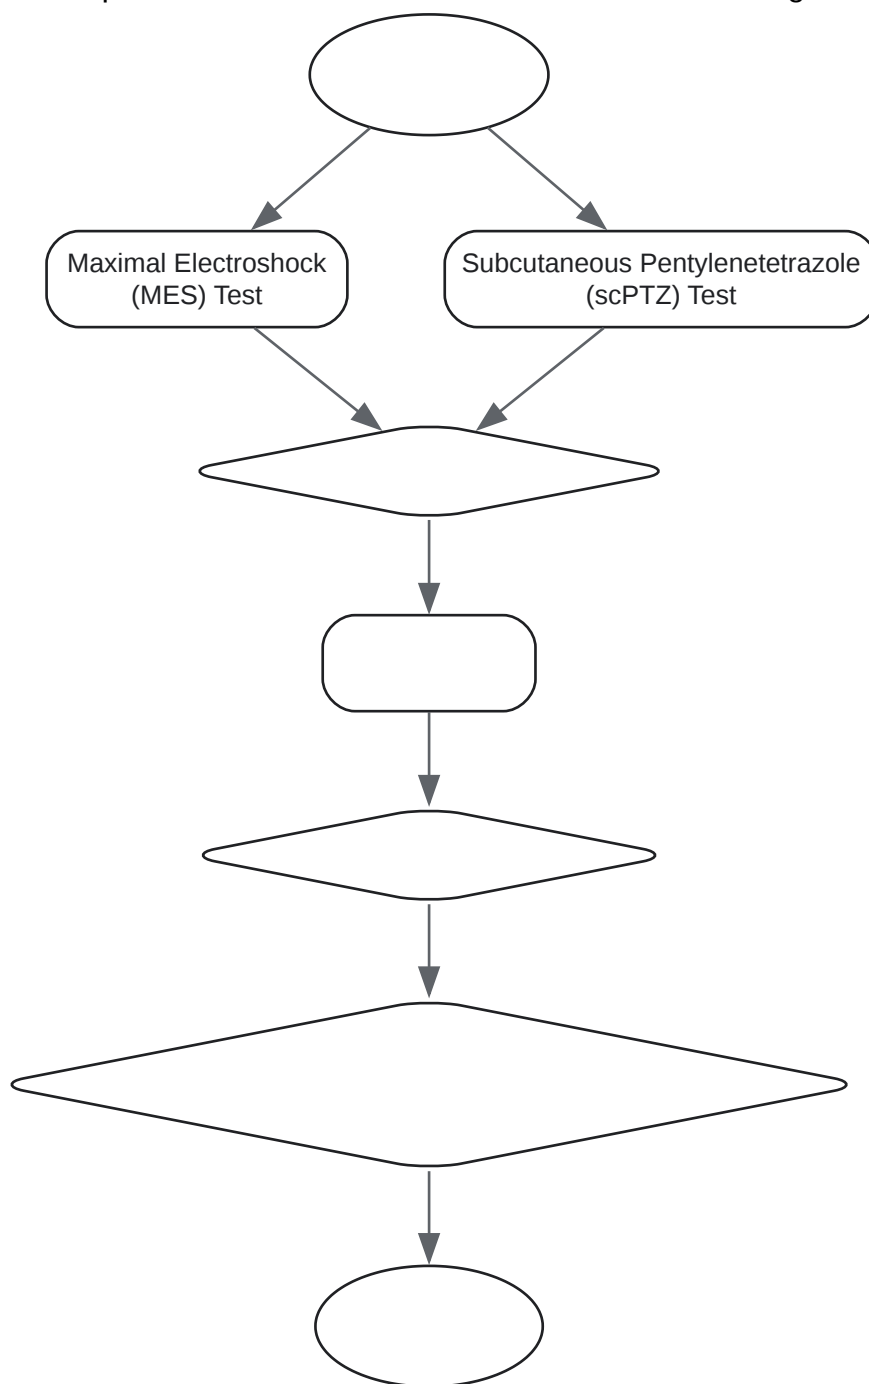 Maximal Electroshock
(MES) Test
Subcutaneous Pentylenetetrazole
(scPTZ) Test